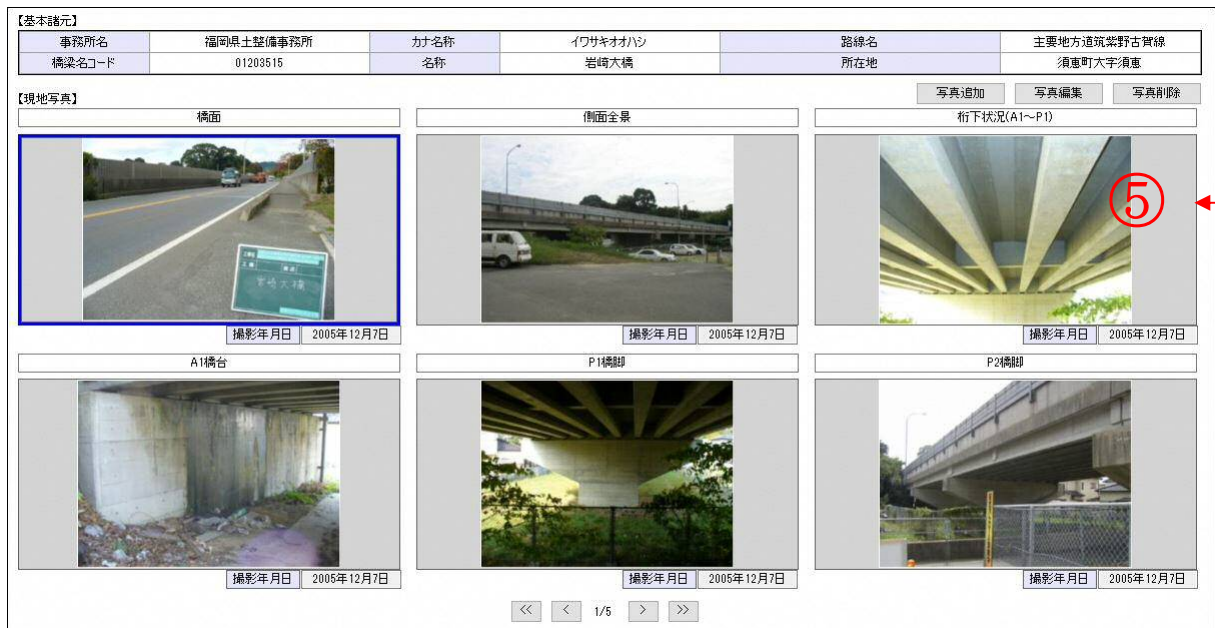 【基本諸元】
事務所名 福岡県土整備事務所 カナ名称 イワサキオオハシ 路線名 主要地方道筑紫野古賀線
橋梁名コード 01203515 名称 岩崎大橋 所在地 須恵町大字須恵
【現地写真】 写真追加 写真編集 写真削除
橋面 側面全景 桁下状況(A1～P1)
⑤
岩崎大橋
撮影年月日 2005年12月7日 撮影年月日 2005年12月7日 撮影年月日 2005年12月7日
A1橋台 P1橋脚 P2橋脚
撮影年月日 2005年12月7日 撮影年月日 2005年12月7日 撮影年月日 2005年12月7日
<< < 1/5 > >>